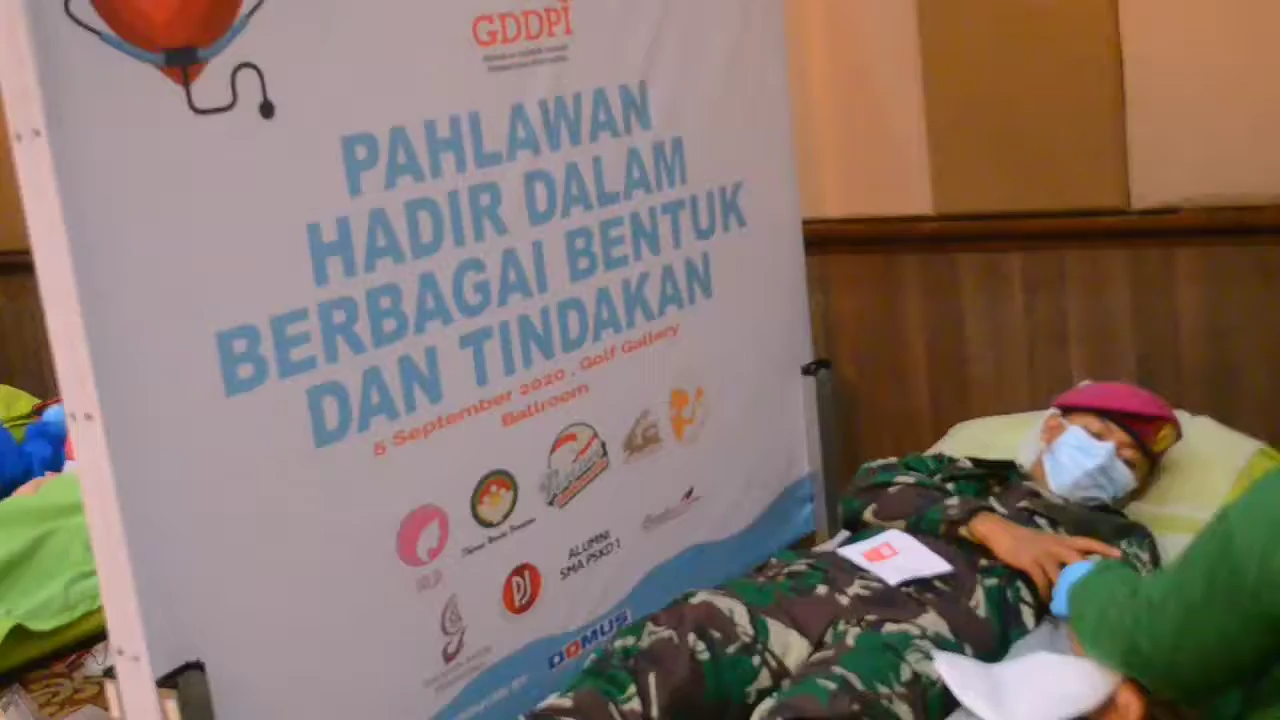 GDDPI
PAHLAWAN
HADIR DALAM
BERBAGAI BENTUK
DAN TINDAKAN
5 September 2020 . Golf Gallery
Ballroom
ALUMNI
SMA PSKD 1
PJ
DOMUS